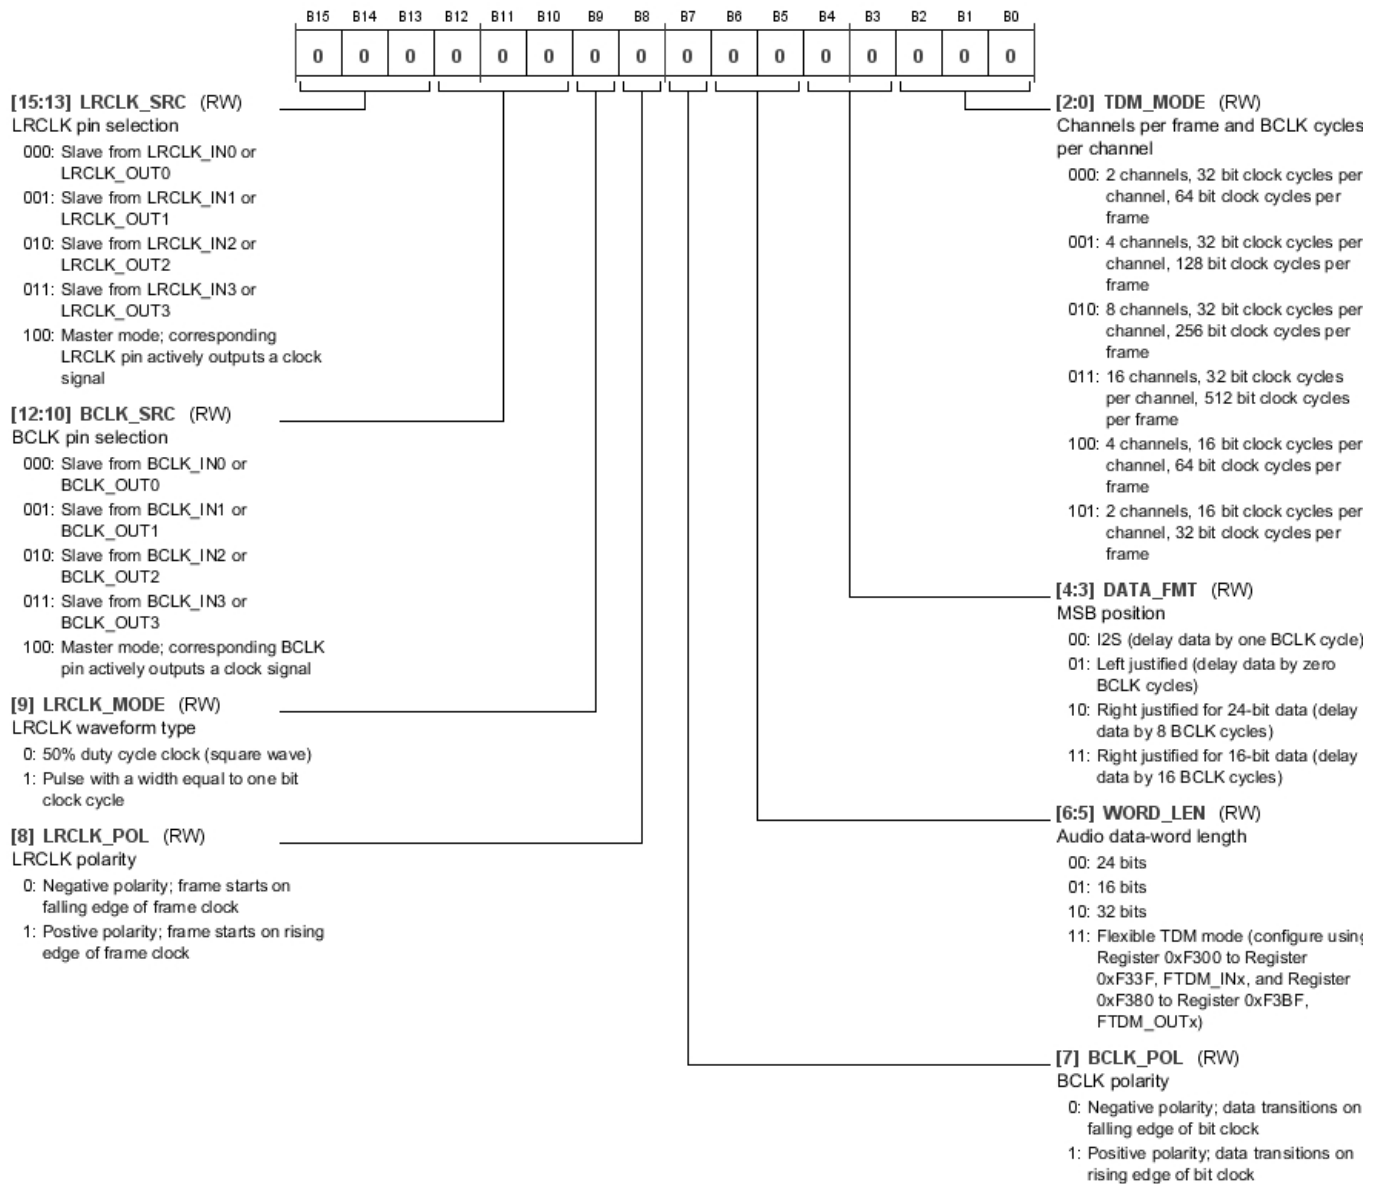 B15 B14 B13 B12 B11 B10 B9 B8 B7 B6 B5 B4 B3 B2 B1 B0
0 0 0 0 0 0 0 0 0 0 0 0 0 0 0 0
[15:13] LRCLK_SRC (RW)
LRCLK pin selection
000: Slave from LRCLK_IN0 or
LRCLK_OUT0
001: Slave from LRCLK_IN1 or
LRCLK_OUT1
010: Slave from LRCLK_IN2 or
LRCLK_OUT2
011: Slave from LRCLK_IN3 or
LRCLK_OUT3
100: Master mode; corresponding
LRCLK pin actively outputs a clock
signal
[12:10] BCLK_SRC (RW)
BCLK pin selection
000: Slave from BCLK_IN0 or
BCLK_OUT0
001: Slave from BCLK_IN1 or
BCLK_OUT1
010: Slave from BCLK_IN2 or
BCLK_OUT2
011: Slave from BCLK_IN3 or
BCLK_OUT3
100: Master mode; corresponding BCLK
pin actively outputs a clock signal
[9] LRCLK_MODE (RW)
LRCLK waveform type
0: 50% duty cycle clock (square wave)
1: Pulse with a width equal to one bit
clock cycle
[8] LRCLK_POL (RW)
LRCLK polarity
0: Negative polarity; frame starts on
falling edge of frame clock
1: Postive polarity; frame starts on rising
edge of frame clock
[2:0] TDM_MODE (RW)
Channels per frame and BCLK cycles
per channel
000: 2 channels, 32 bit clock cycles per
channel, 64 bit clock cycles per
frame
001: 4 channels, 32 bit clock cycles per
channel, 128 bit clock cycles per
frame
010: 8 channels, 32 bit clock cycles per
channel, 256 bit clock cycles per
frame
011: 16 channels, 32 bit clock cycles
per channel, 512 bit clock cycles
per frame
100: 4 channels, 16 bit clock cycles per
channel, 64 bit clock cycles per
frame
101: 2 channels, 16 bit clock cycles per
channel, 32 bit clock cycles per
frame
[4:3] DATA_FMT (RW)
MSB position
00: I2S (delay data by one BCLK cycle)
01: Left justified (delay data by zero
BCLK cycles)
10: Right justified for 24-bit data (delay
data by 8 BCLK cycles)
11: Right justified for 16-bit data (delay
data by 16 BCLK cycles)
[6:5] WORD_LEN (RW)
Audio data-word length
00: 24 bits
01: 16 bits
10: 32 bits
11: Flexible TDM mode (configure using
Register 0xF300 to Register
0xF33F, FTDM_INx, and Register
0xF380 to Register 0xF3BF,
FTDM_OUTx)
[7] BCLK_POL (RW)
BCLK polarity
0: Negative polarity; data transitions on
falling edge of bit clock
1: Positive polarity; data transitions on
rising edge of bit clock